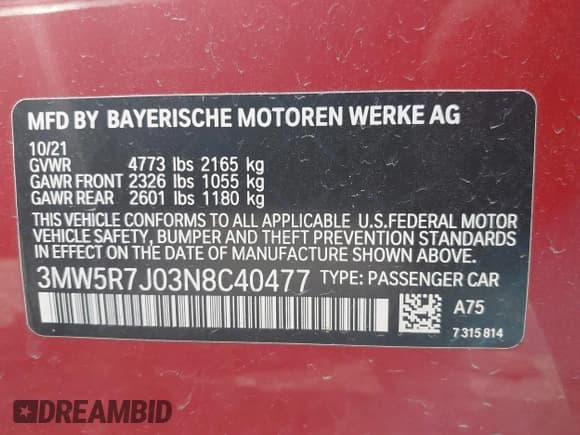 MFD BY BAYERISCHE MOTOREN WERKE AG
10/21
GVWR 4773 lbs 2165 kg
GAWR FRONT 2326 lbs 1055 kg
GAWR REAR 2601 lbs 1180 kg
THIS VEHICLE CONFORMS TO ALL APPLICABLE U.S.FEDERAL MOTOR
VEHICLE SAFETY, BUMPER AND THEFT PREVENTION STANDARDS
IN EFFECT ON THE DATE OF MANUFACTURE SHOWN ABOVE.
3MW5R7J03N8C40477 TYPE: PASSENGER CAR
A75
7 315 814
DREAMBID